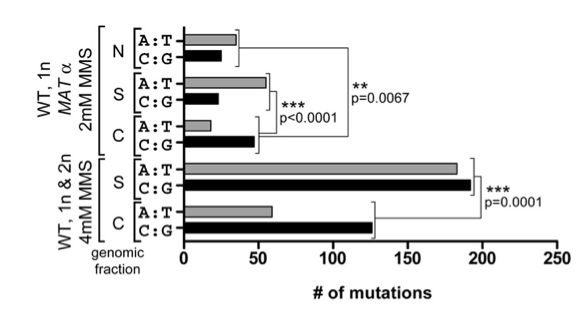 WT, 1n
MAT α
2mM MMS
N
A:T
C:G
S
A:T
C:G
C
A:T
C:G
**
p=0.0067
***
p<0.0001
WT, 1n & 2n
4mM MMS
S
A:T
C:G
C
A:T
C:G
***
p=0.0001
genomic
fraction
0 50 100 150 200 250
# of mutations